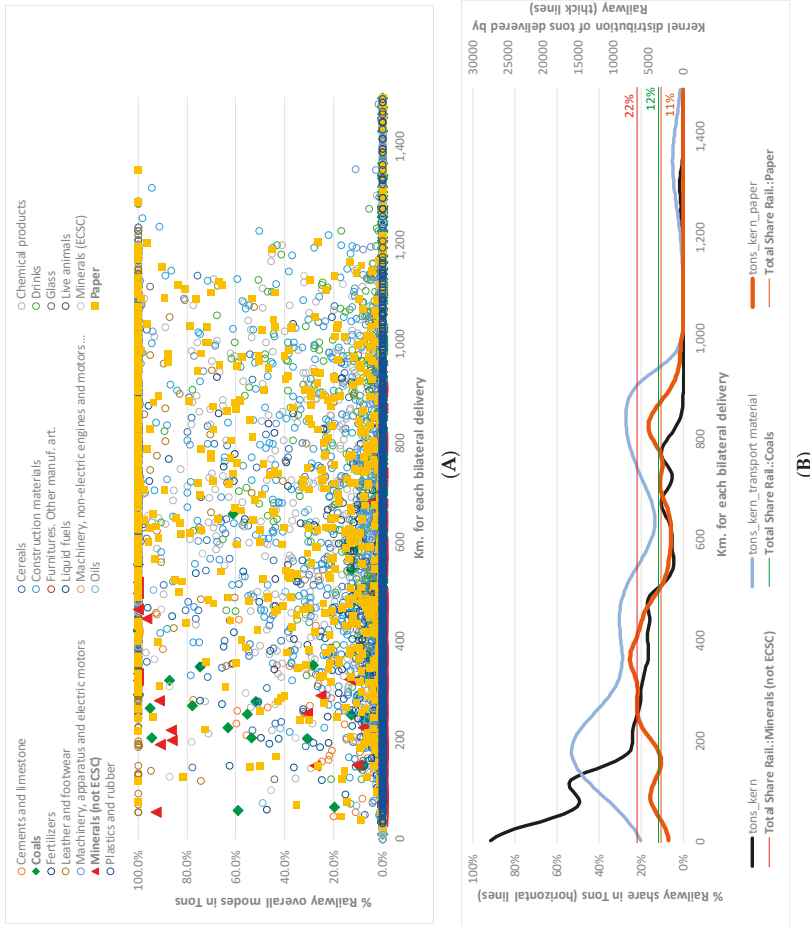 Cements and limestone
Cereals
Chemical products
Coals
Construction materials
Drinks
Fertilizers
Furnitures. Other manuf. art.
Glass
Leather and footwear
Liquid fuels
Live animals
Machinery, apparatus and electric motors
Machinery, non-electric engines and motors...
Minerals (ECSC)
Minerals (not ECSC)
Oils
Paper
Plastics and rubber
% Railway overall modes in Tons
100.0%
80.0%
60.0%
40.0%
20.0%
0.0%
0
200
400
600
800
1,000
1,200
1,400
Km. for each bilateral delivery
(A)
% Railway share in Tons (horizontal lines)
100%
80%
60%
40%
20%
0%
Kernel distribution of tons delivered by
Railway (thick lines)
30000
25000
20000
15000
10000
5000
0
22%
12%
11%
0
200
400
600
800
1,000
1,200
1,400
Km. for each bilateral delivery
tons_kern
tons_kern_transport material
tons_kern_paper
Total Share Rail.:Minerals (not ECSC)
Total Share Rail.:Coals
Total Share Rail.:Paper
(B)